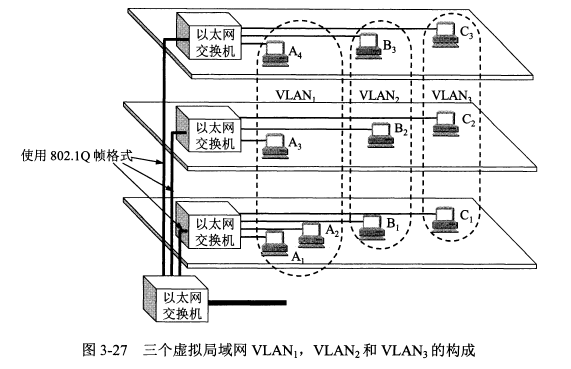 以太网
交换机
A₄
B₃
C₃
VLAN₁
VLAN₂
VLAN₃
以太网
交换机
A₃
B₂
C₂
使用 802.1Q 帧格式
以太网
交换机
A₁
A₂
B₁
C₁
以太网
交换机
图 3-27 三个虚拟局域网 VLAN₁，VLAN₂ 和 VLAN₃ 的构成